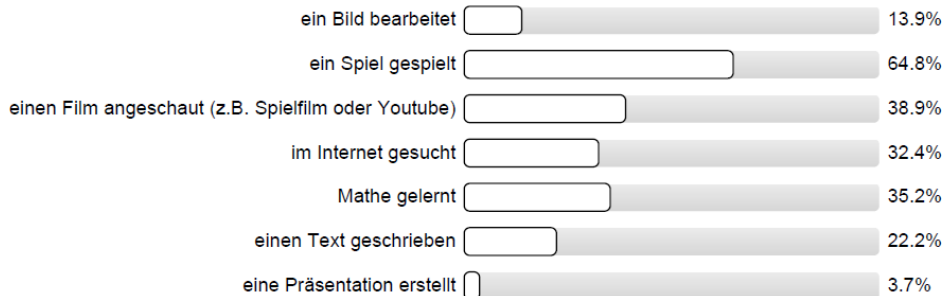 ein Bild bearbeitet 13.9%
ein Spiel gespielt 64.8%
einen Film angeschaut (z.B. Spielfilm oder Youtube) 38.9%
im Internet gesucht 32.4%
Mathe gelernt 35.2%
einen Text geschrieben 22.2%
eine Präsentation erstellt 3.7%